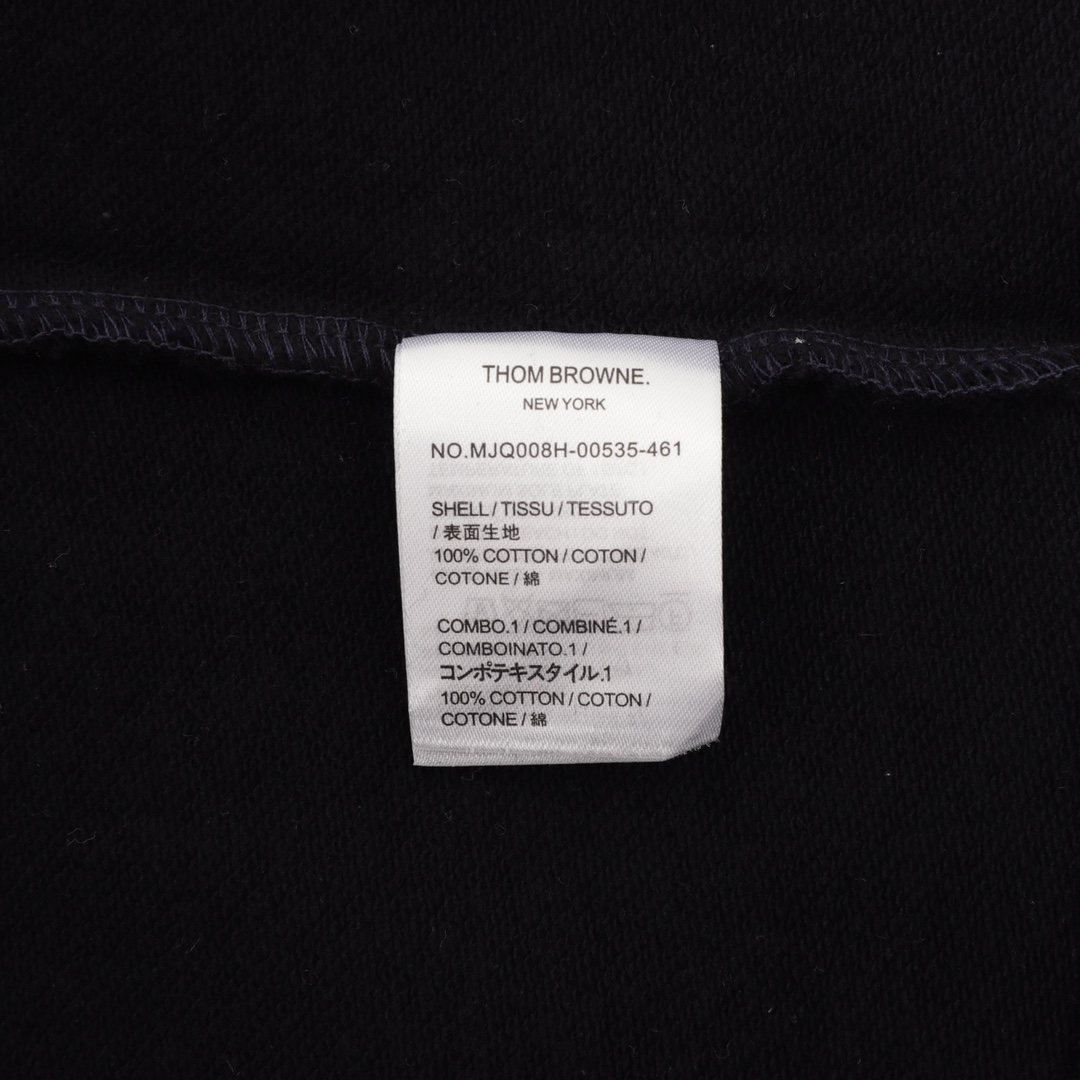 THOM BROWNE.
NEW YORK
NO.MJQ008H-00535-461
SHELL / TISSU / TESSUTO
/ 表面生地
100% COTTON / COTON /
COTONE / 綿
COMBO.1 / COMBINÉ.1 /
COMBOINATO.1 /
コンポテキスタイル.1
100% COTTON / COTON /
COTONE / 綿